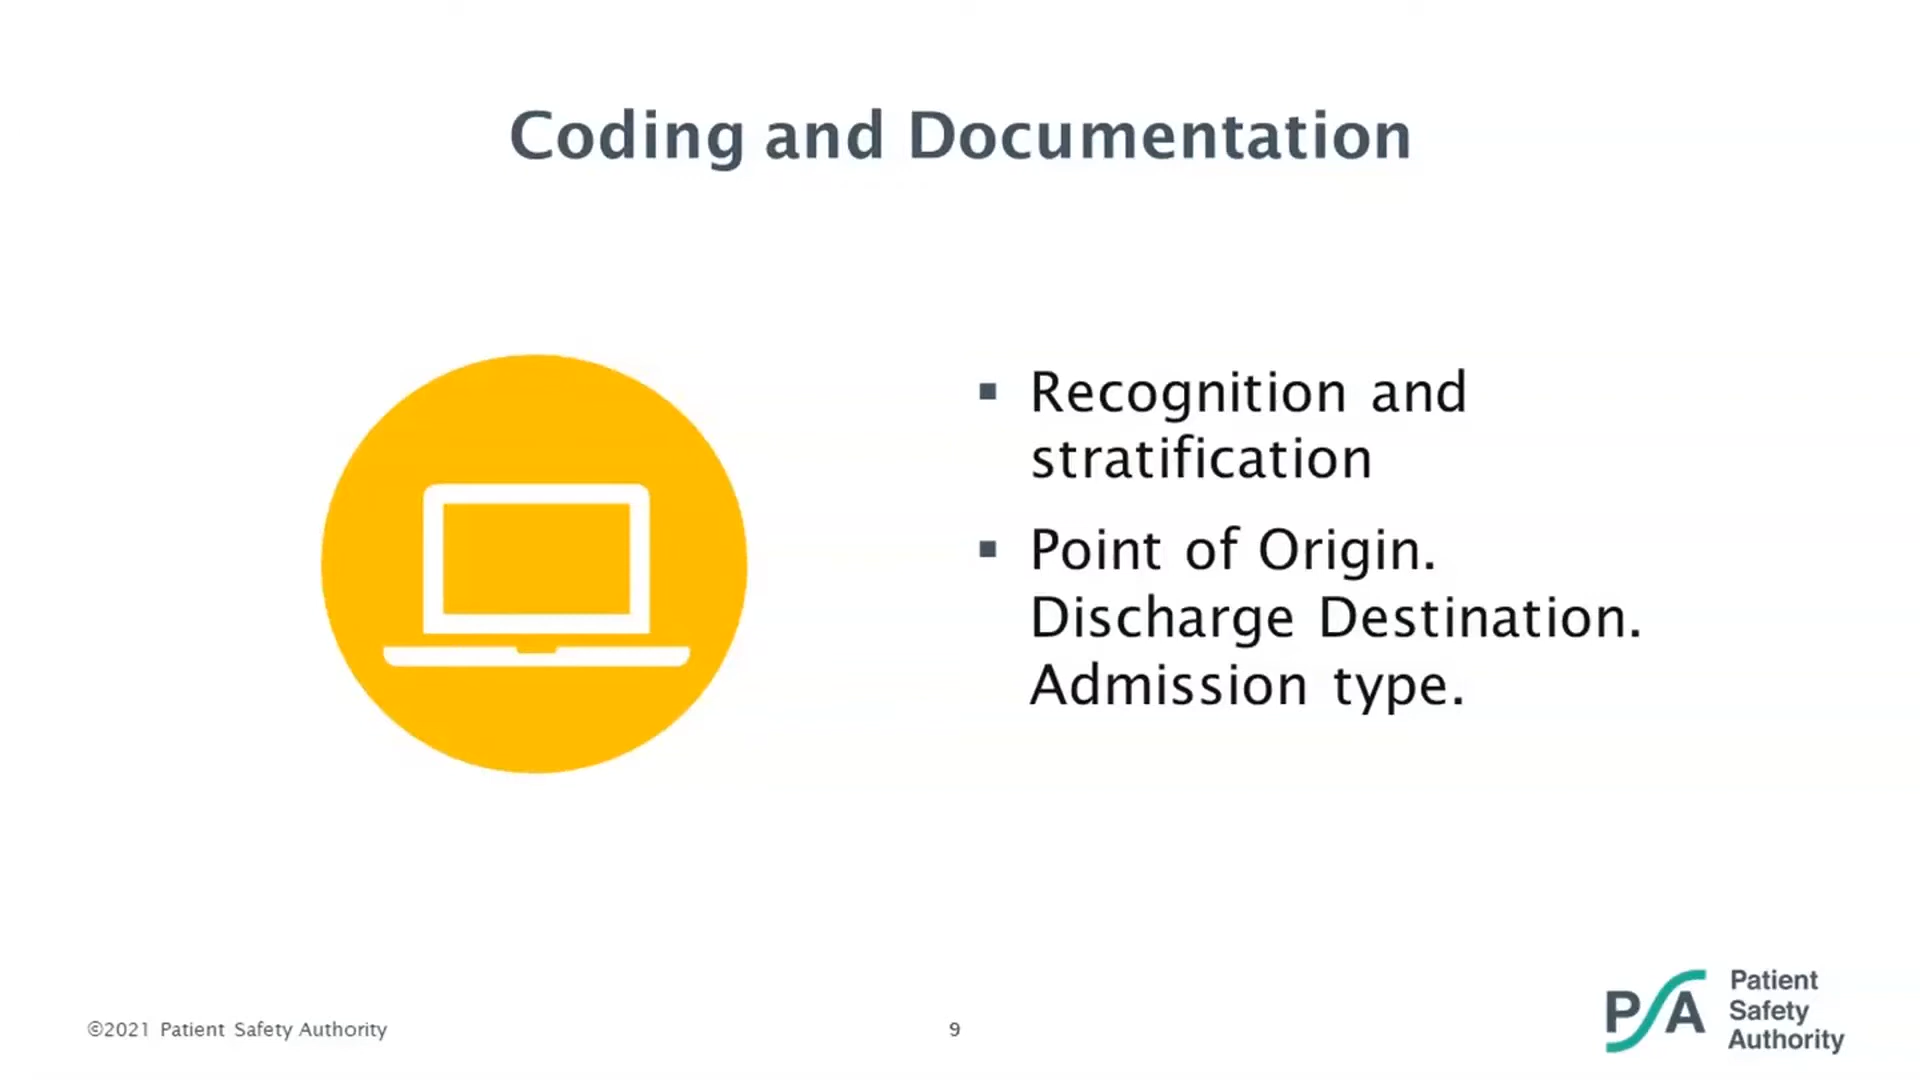 Coding and Documentation
▪ Recognition and
stratification
▪ Point of Origin.
Discharge Destination.
Admission type.
©2021 Patient Safety Authority
9
PSA
Patient
Safety
Authority